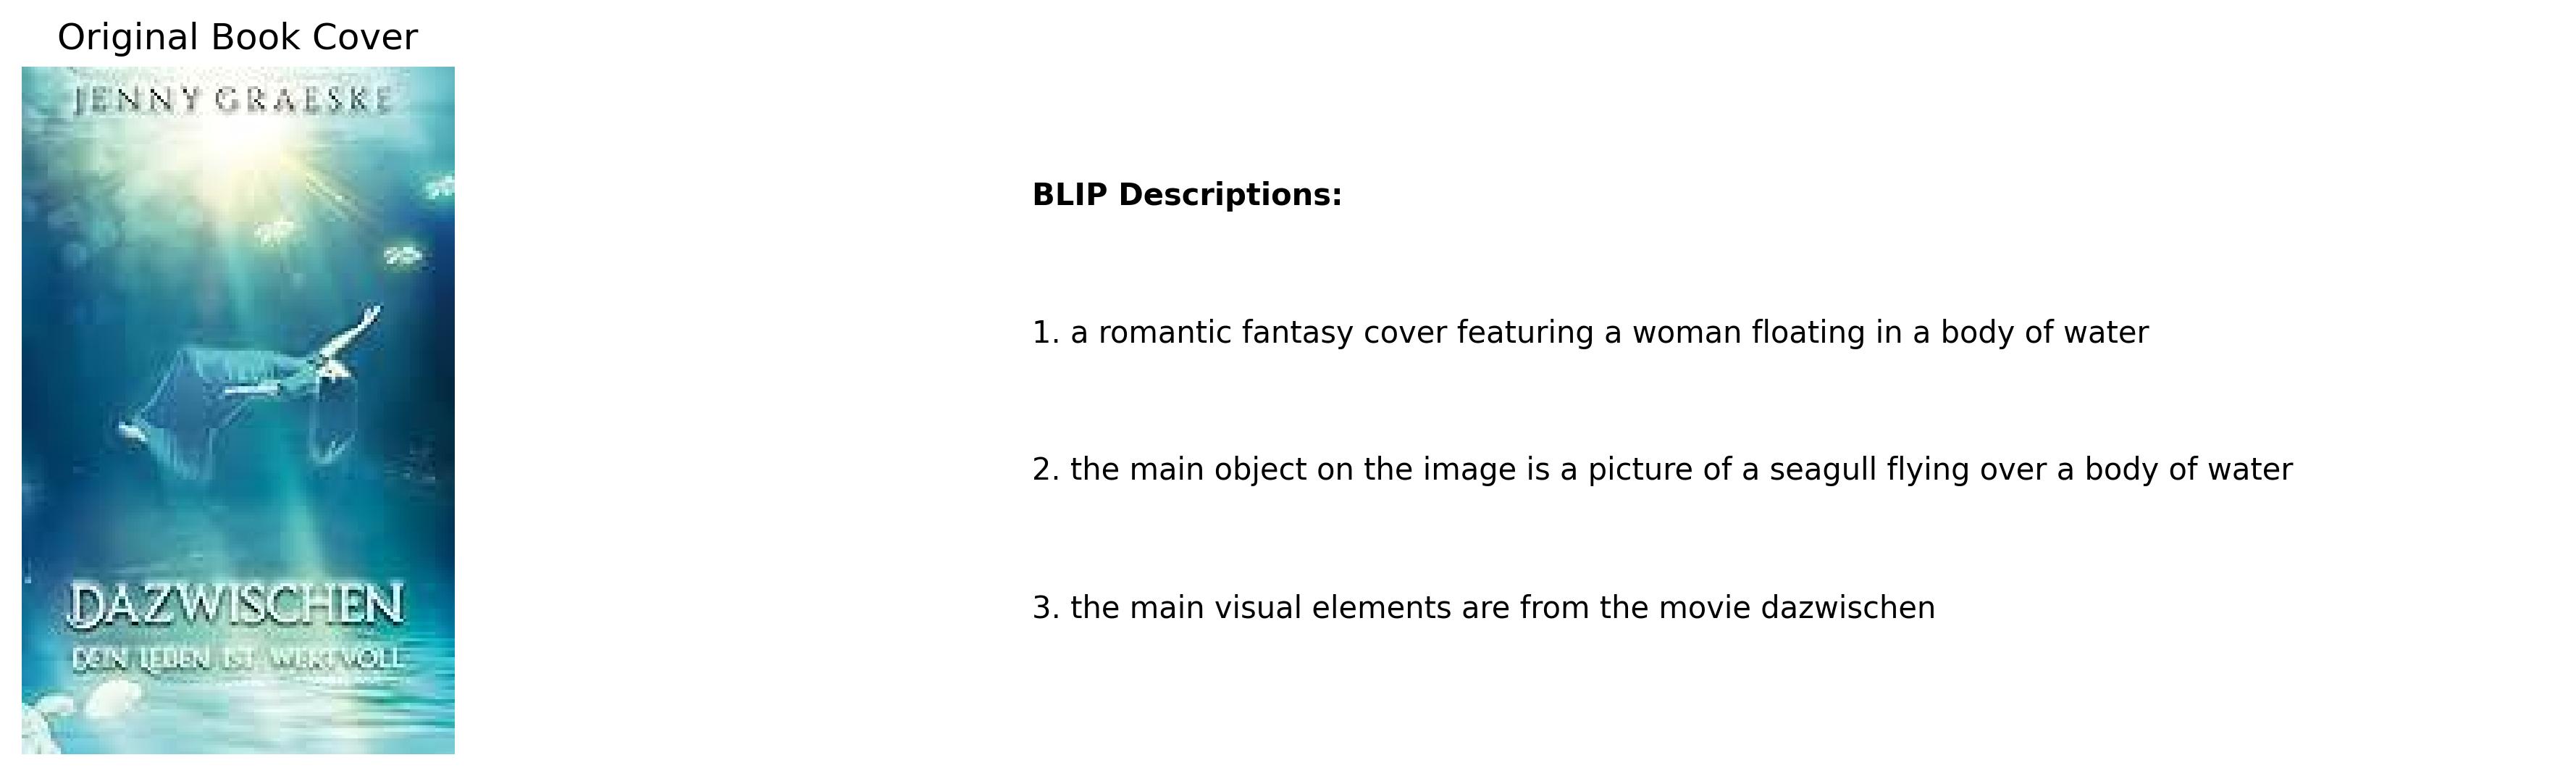 Original Book Cover
JENNY GRAESKE
DAZWISCHEN
DEIN LEBEN IST WERTVOLL
BLIP Descriptions:
1. a romantic fantasy cover featuring a woman floating in a body of water
2. the main object on the image is a picture of a seagull flying over a body of water
3. the main visual elements are from the movie dazwischen